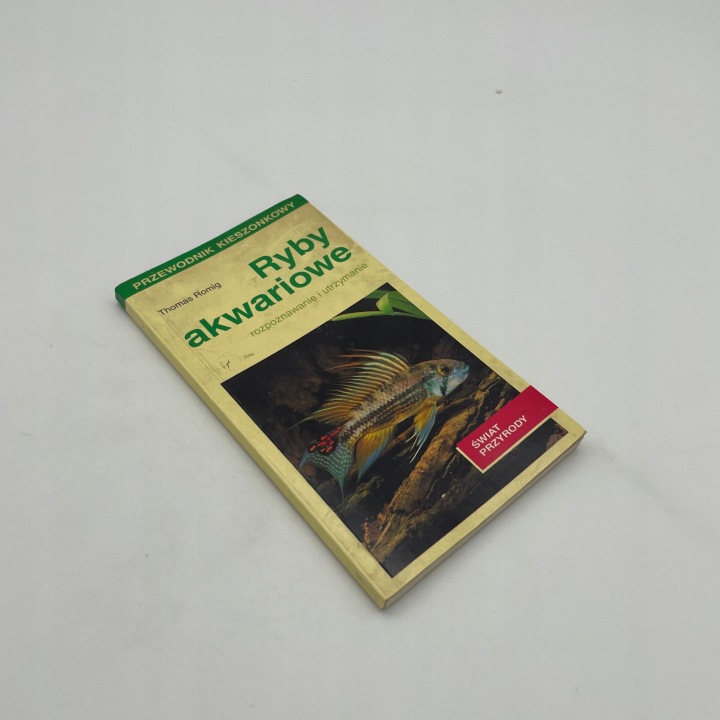 PRZEWODNIK KIESZONKOWY
Thomas Romig
Ryby
akwariowe
rozpoznawanie i utrzymanie
ŚWIAT
PRZYRODY